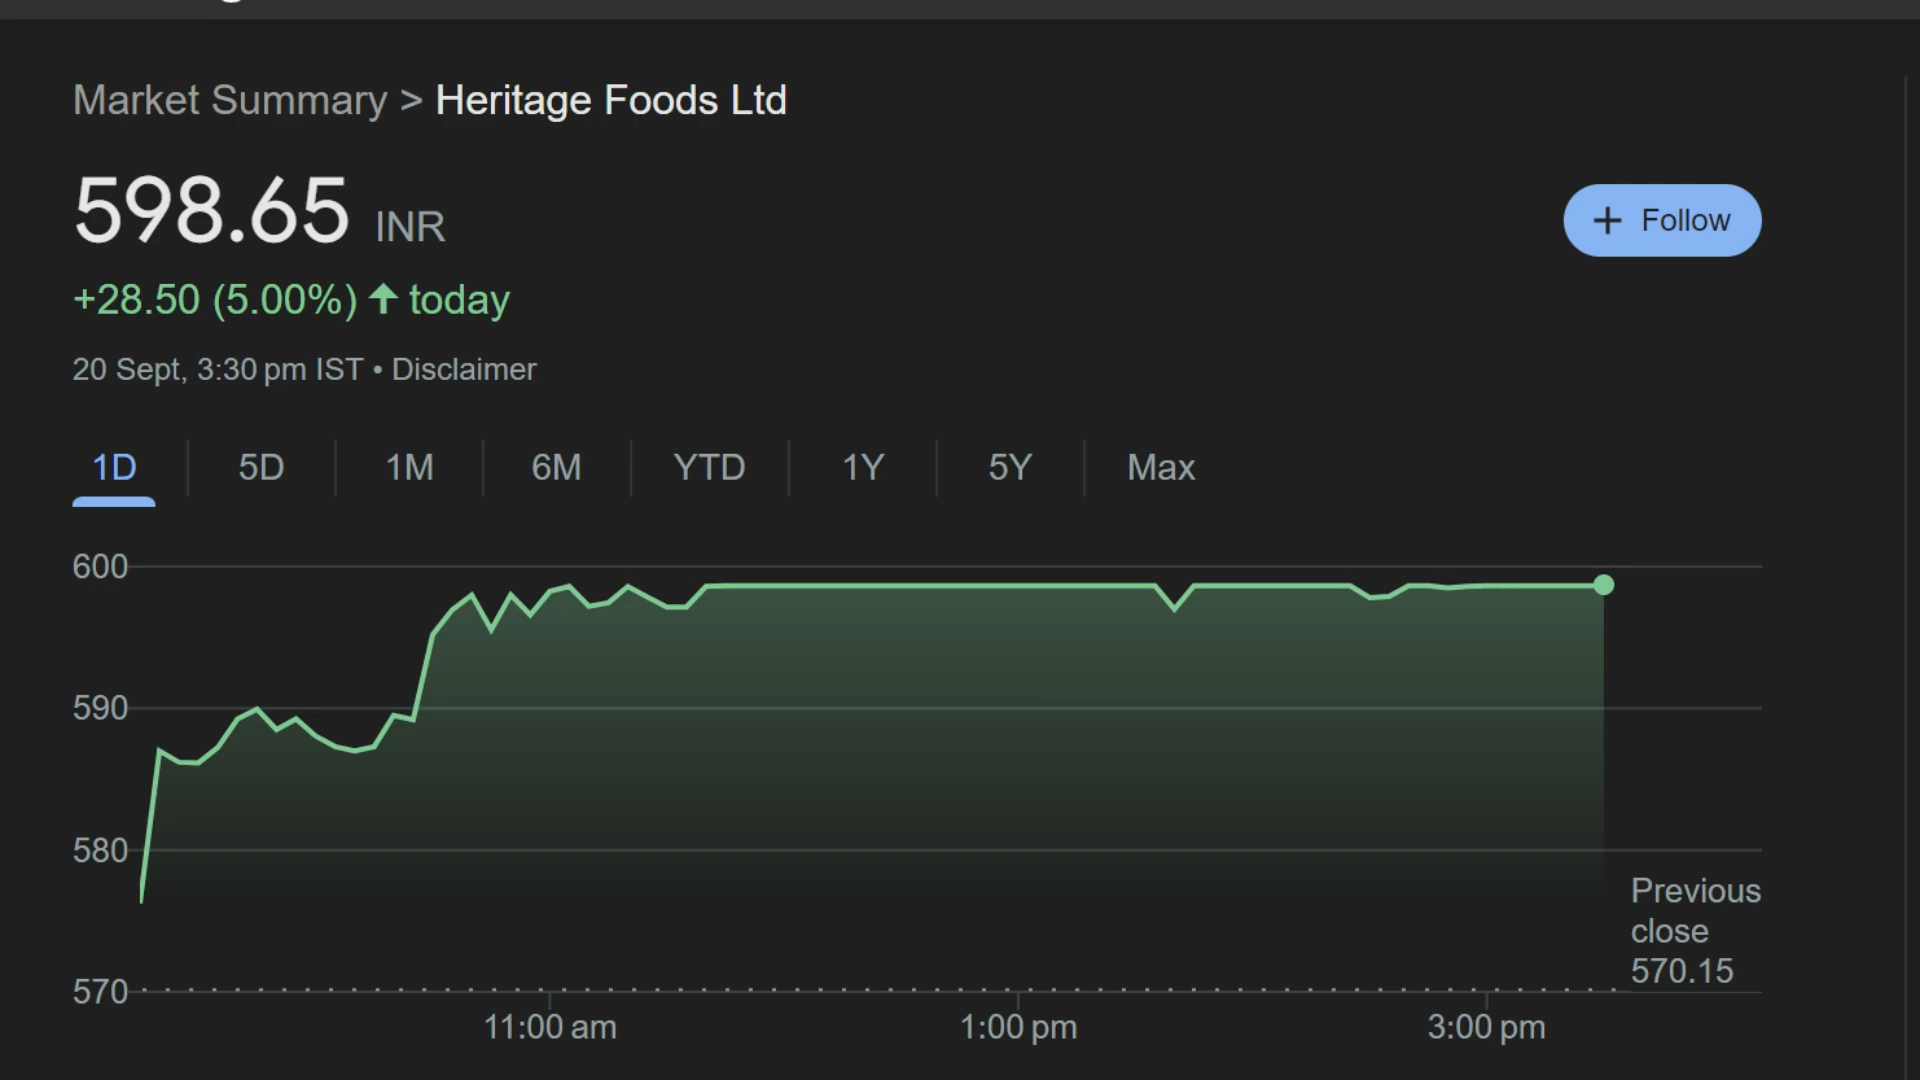 Market Summary > Heritage Foods Ltd
598.65 INR
+ Follow
+28.50 (5.00%) ↑ today
20 Sept, 3:30 pm IST • Disclaimer
1D 5D 1M 6M YTD 1Y 5Y Max
600
590
580
Previous
close
570.15
570
11:00 am 1:00 pm 3:00 pm